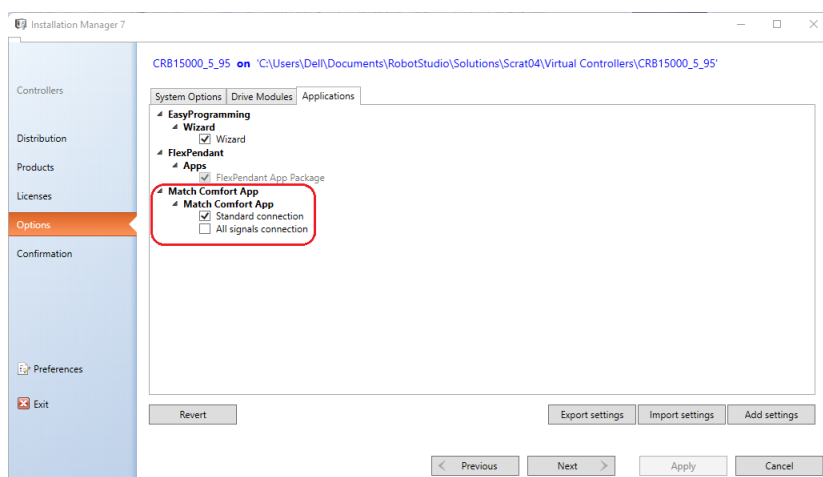 Installation Manager 7
CRB15000_5_95 on 'C:\Users\Dell\Documents\RobotStudio\Solutions\Scrat04\Virtual Controllers\CRB15000_5_95'
Controllers
Distribution
Products
Licenses
Options
Confirmation
Preferences
Exit
System Options Drive Modules Applications
EasyProgramming
Wizard
Wizard
FlexPendant
Apps
FlexPendant App Package
Match Comfort App
Match Comfort App
Standard connection
All signals connection
Revert Export settings Import settings Add settings
< Previous Next > Apply Cancel